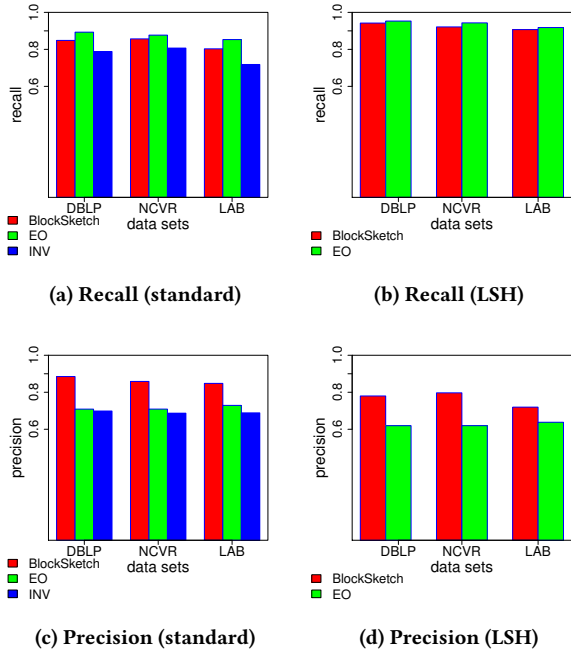 recall
1.0
0.8
0.6
DBLP NCVR LAB
data sets
BlockSketch
EO
INV
(a) Recall (standard)
recall
1.0
0.8
0.6
DBLP NCVR LAB
data sets
BlockSketch
EO
(b) Recall (LSH)
precision
1.0
0.8
0.6
DBLP NCVR LAB
data sets
BlockSketch
EO
INV
(c) Precision (standard)
precision
1.0
0.8
0.6
DBLP NCVR LAB
data sets
BlockSketch
EO
(d) Precision (LSH)